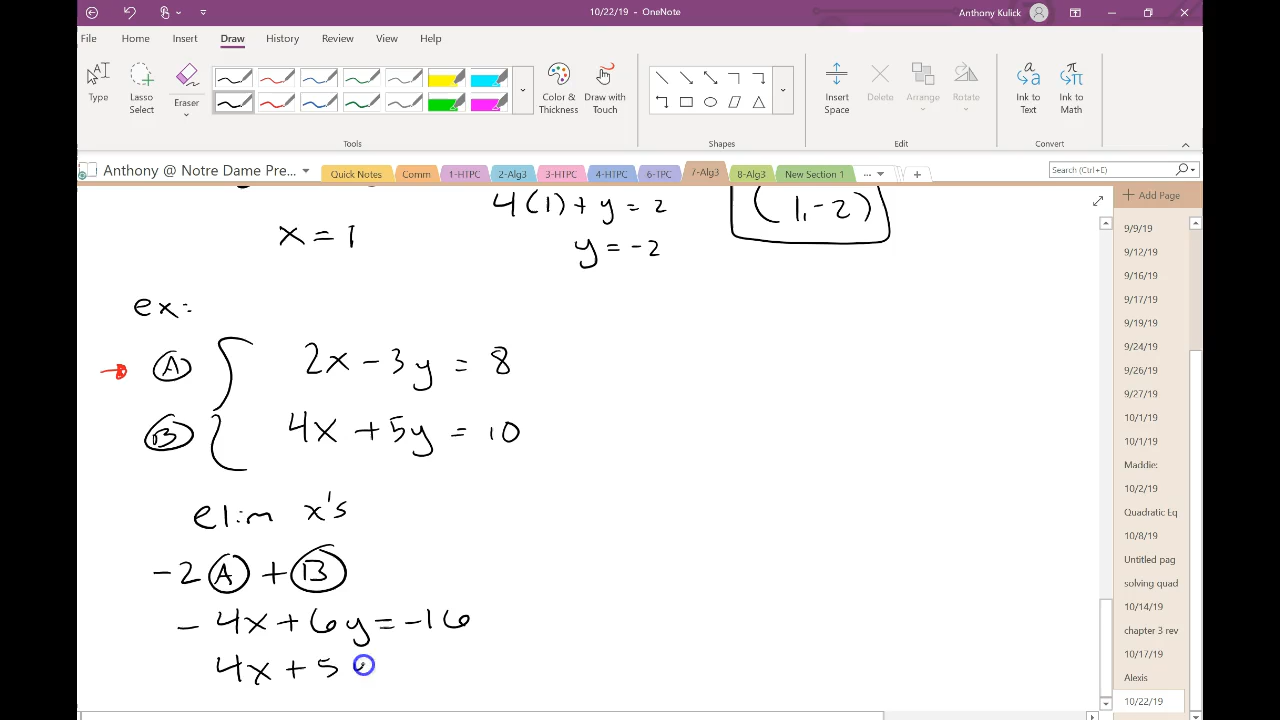 10/22/19 - OneNote
Anthony Kulick
File Home Insert Draw History Review View Help
Type
Lasso Select
Eraser
Color & Thickness
Draw with Touch
Insert Space
Delete
Arrange
Rotate
Ink to Text
Ink to Math
Tools
Shapes
Edit
Convert
Anthony @ Notre Dame Pre...
Quick Notes Comm 1-HTPC 2-Alg3 3-HTPC 4-HTPC 6-TPC 7-Alg3 8-Alg3 New Section 1 ... +
Search (Ctrl+E)
4(1) + y = 2
(1,-2)
x = 1
y = -2
ex:
A 2x - 3y = 8
B 4x + 5y = 10
elim x's
-2 A + B
- 4x + 6y = -16
4x + 5
Add Page
9/9/19
9/12/19
9/16/19
9/17/19
9/19/19
9/24/19
9/26/19
9/27/19
10/1/19
10/1/19
Maddie:
10/2/19
Quadratic Eq
10/8/19
Untitled pag
solving quad
10/14/19
chapter 3 rev
10/17/19
Alexis
10/22/19